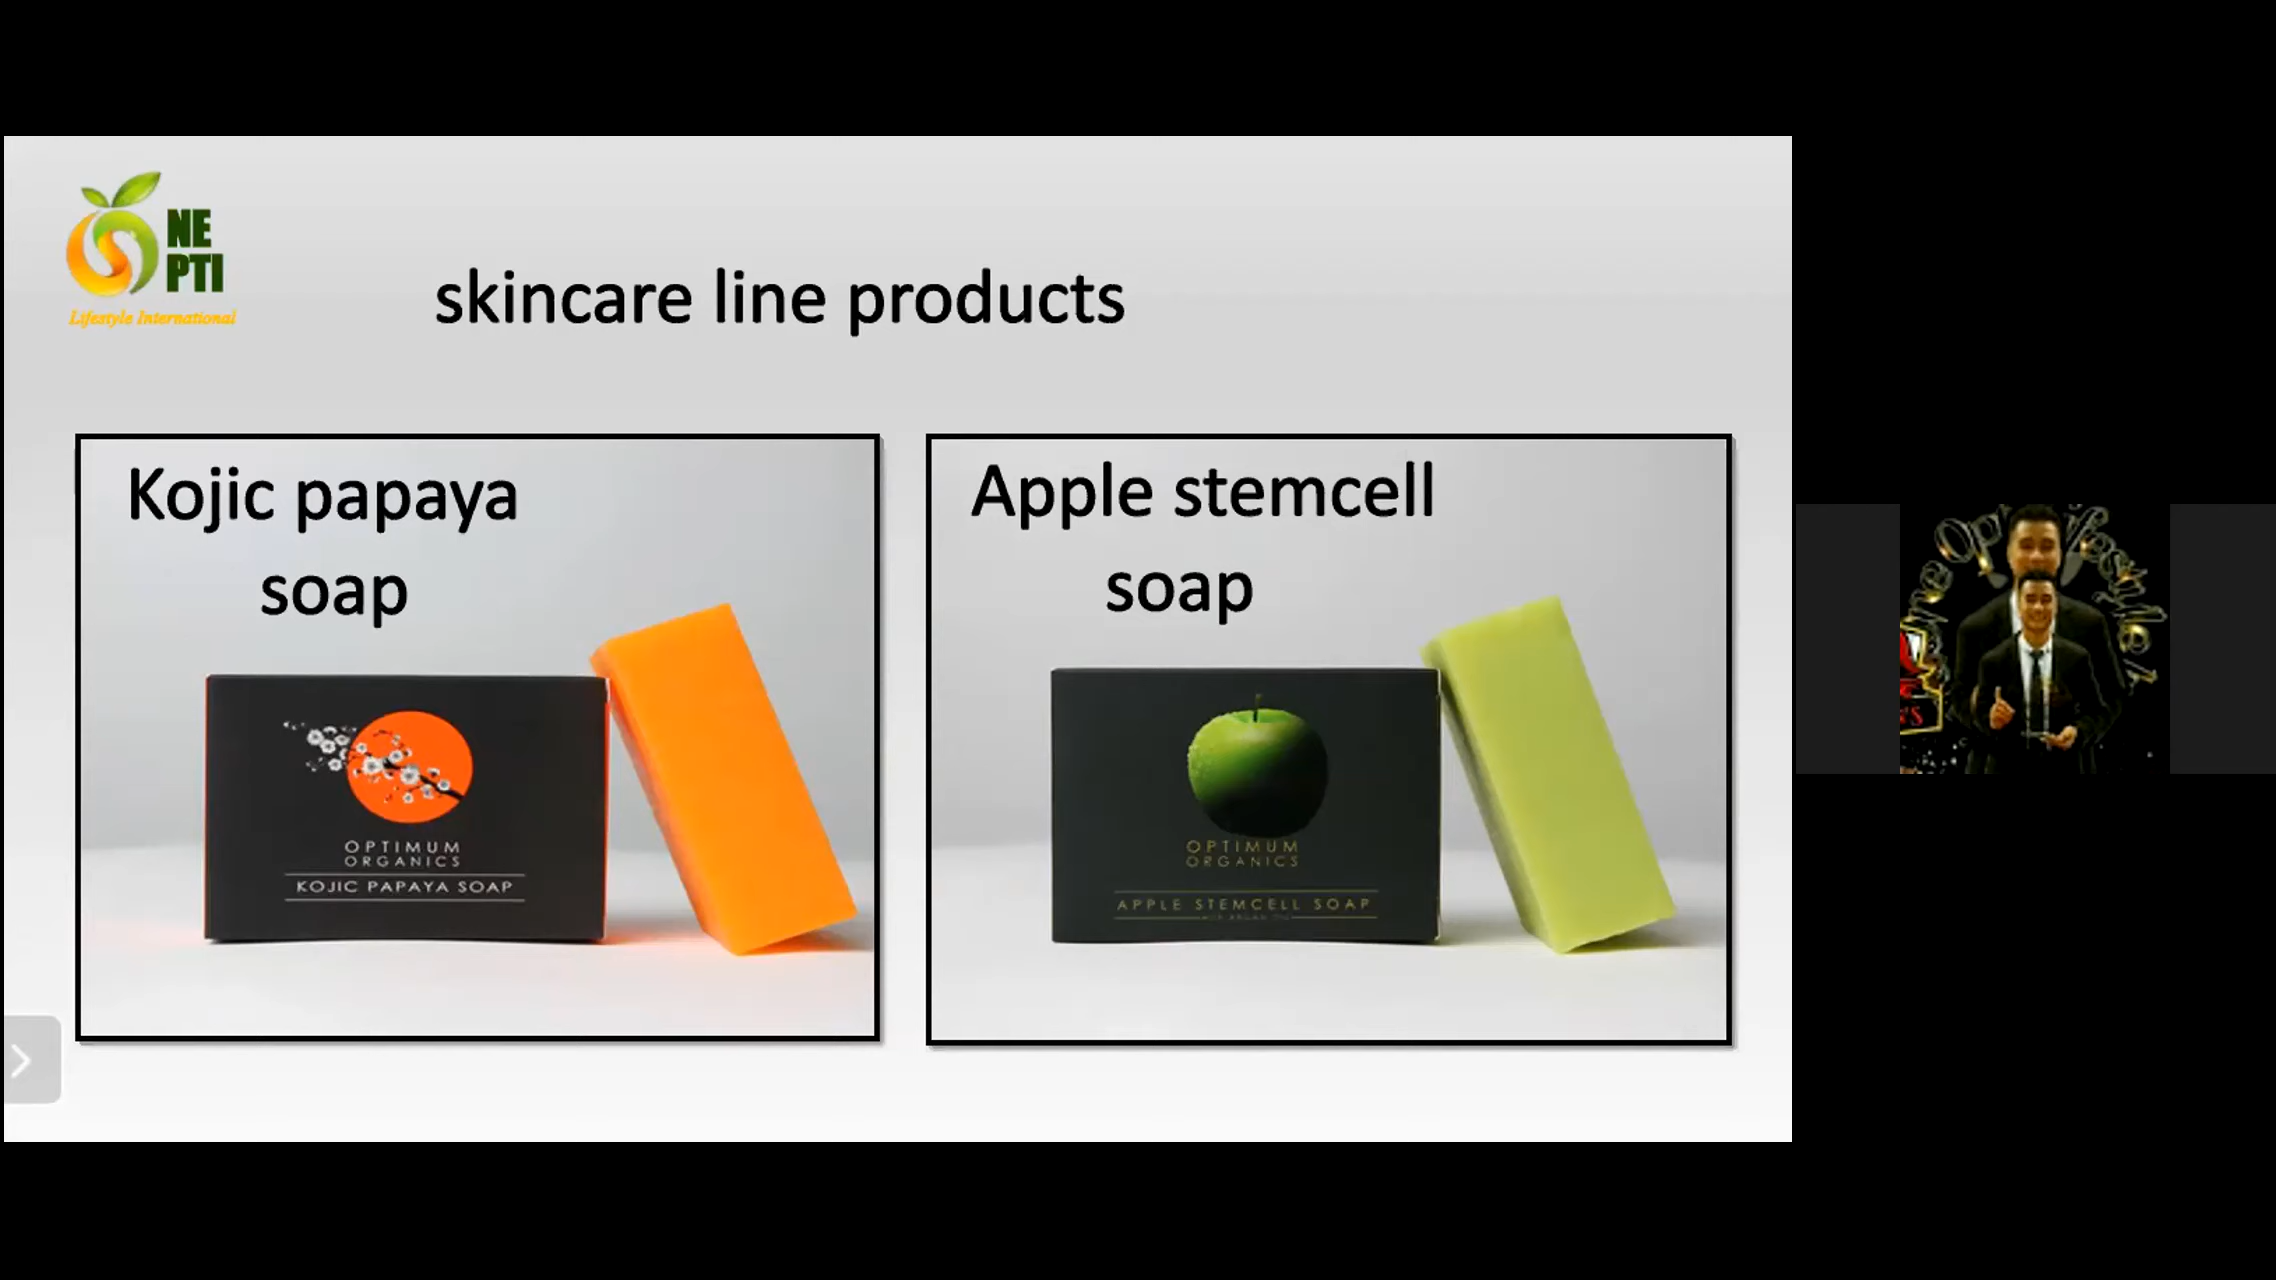 NE
PTI
Lifestyle International
skincare line products
Kojic papaya
soap
OPTIMUM
ORGANICS
KOJIC PAPAYA SOAP
Apple stemcell
soap
OPTIMUM
ORGANICS
APPLE STEMCELL SOAP